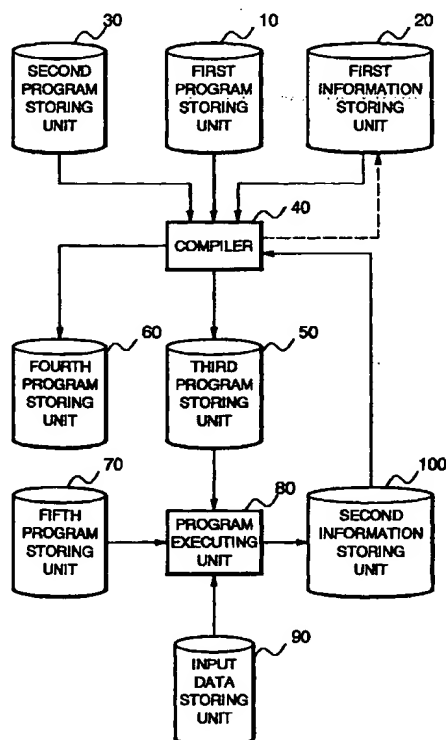 30
10
20
SECOND
PROGRAM
STORING
UNIT
FIRST
PROGRAM
STORING
UNIT
FIRST
INFORMATION
STORING
UNIT
40
COMPILER
60
50
FOURTH
PROGRAM
STORING
UNIT
THIRD
PROGRAM
STORING
UNIT
70
80
100
FIFTH
PROGRAM
STORING
UNIT
PROGRAM
EXECUTING
UNIT
SECOND
INFORMATION
STORING
UNIT
90
INPUT
DATA
STORING
UNIT